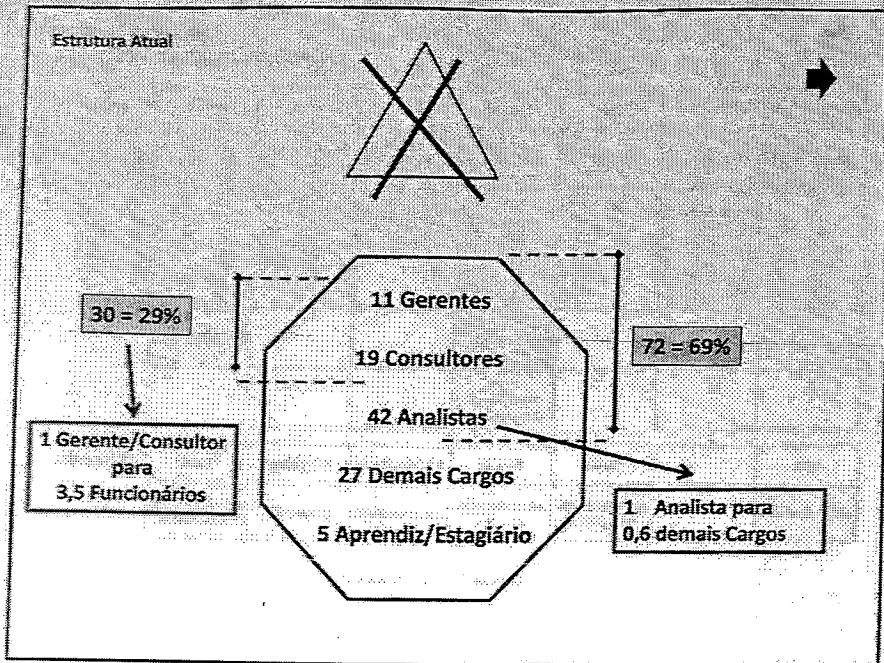 Estrutura Atual
11 Gerentes
30 = 29%
19 Consultores
72 = 69%
42 Analistas
1 Gerente/Consultor
para
3,5 Funcionários
27 Demais Cargos
1 Analista para
0,6 demais Cargos
5 Aprendiz/Estagiário